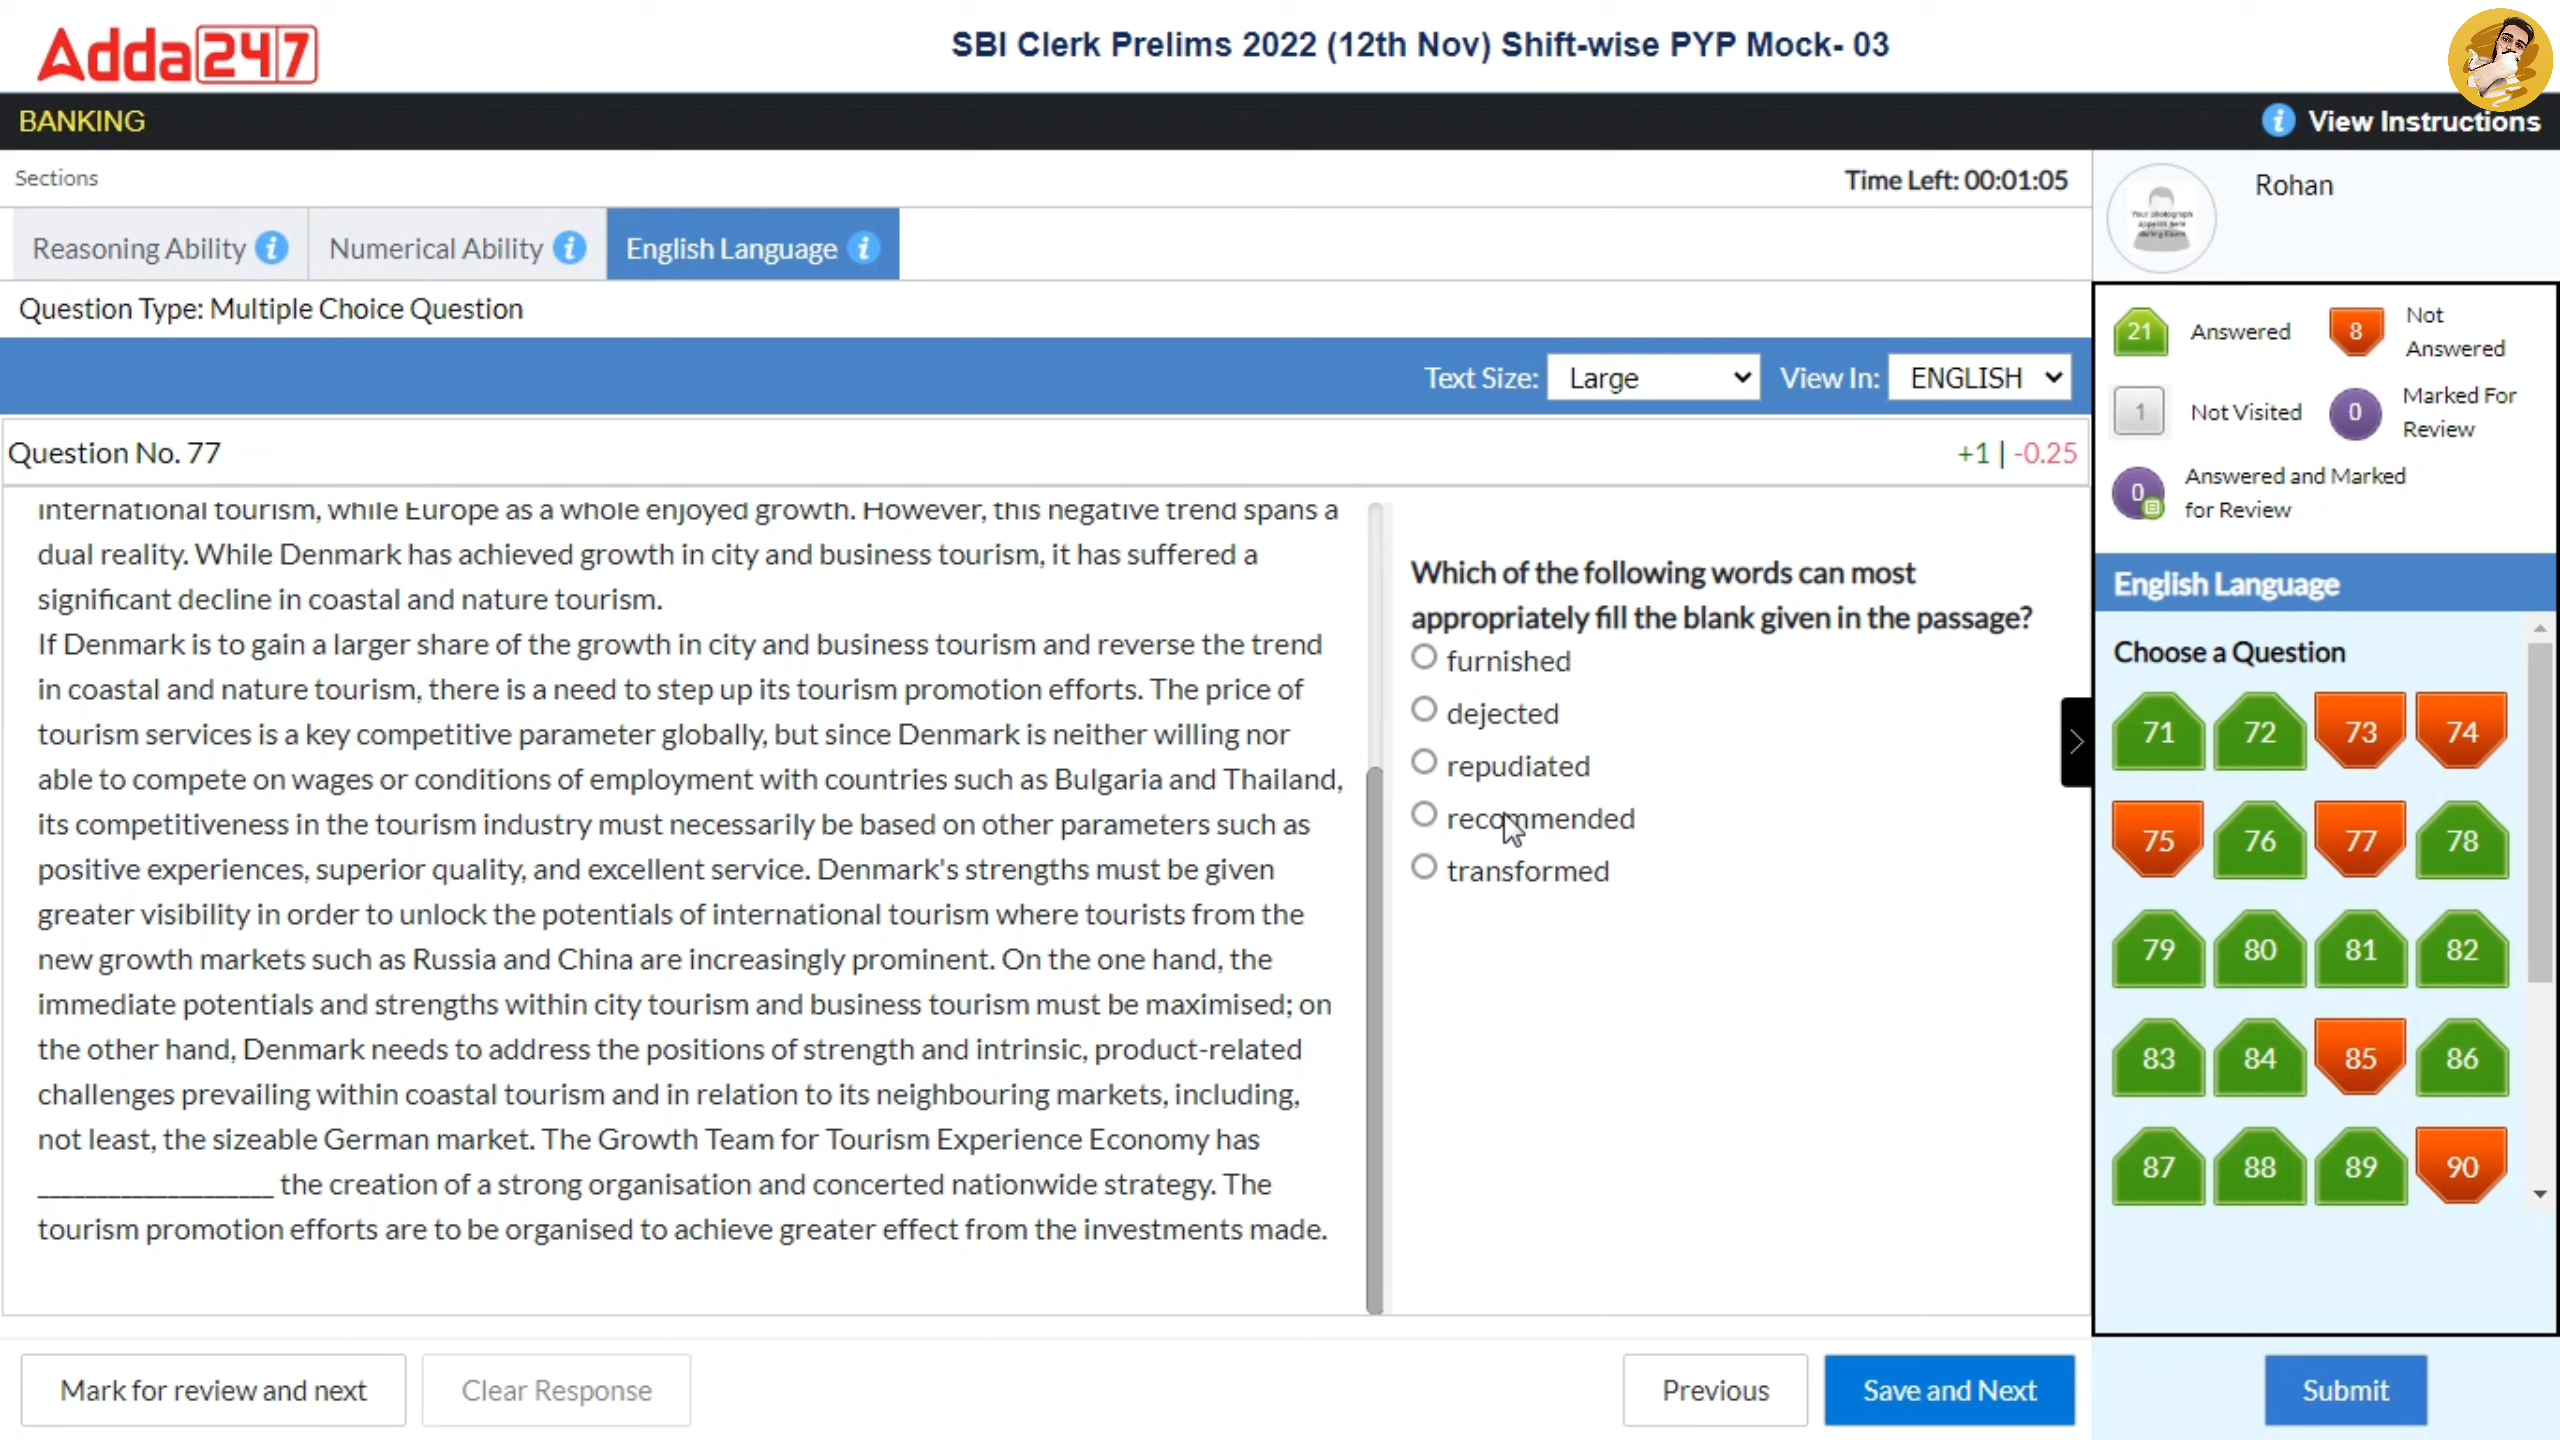 Adda247
SBI Clerk Prelims 2022 (12th Nov) Shift-wise PYP Mock- 03
BANKING
View Instructions
Sections
Time Left: 00:01:05
Rohan
Reasoning Ability
Numerical Ability
English Language
Question Type: Multiple Choice Question
Text Size: Large
View In: ENGLISH
Question No. 77
+1 | -0.25
international tourism, while Europe as a whole enjoyed growth. However, this negative trend spans a
dual reality. While Denmark has achieved growth in city and business tourism, it has suffered a
significant decline in coastal and nature tourism.
If Denmark is to gain a larger share of the growth in city and business tourism and reverse the trend
in coastal and nature tourism, there is a need to step up its tourism promotion efforts. The price of
tourism services is a key competitive parameter globally, but since Denmark is neither willing nor
able to compete on wages or conditions of employment with countries such as Bulgaria and Thailand,
its competitiveness in the tourism industry must necessarily be based on other parameters such as
positive experiences, superior quality, and excellent service. Denmark's strengths must be given
greater visibility in order to unlock the potentials of international tourism where tourists from the
new growth markets such as Russia and China are increasingly prominent. On the one hand, the
immediate potentials and strengths within city tourism and business tourism must be maximised; on
the other hand, Denmark needs to address the positions of strength and intrinsic, product-related
challenges prevailing within coastal tourism and in relation to its neighbouring markets, including,
not least, the sizeable German market. The Growth Team for Tourism Experience Economy has
________________ the creation of a strong organisation and concerted nationwide strategy. The
tourism promotion efforts are to be organised to achieve greater effect from the investments made.
Which of the following words can most
appropriately fill the blank given in the passage?
furnished
dejected
repudiated
recommended
transformed
Your photograph
appears here
during Exam
21 Answered
8 Not
Answered
1 Not Visited
0 Marked For
Review
0 Answered and Marked
for Review
English Language
Choose a Question
71 72 73 74
75 76 77 78
79 80 81 82
83 84 85 86
87 88 89 90
Mark for review and next
Clear Response
Previous
Save and Next
Submit